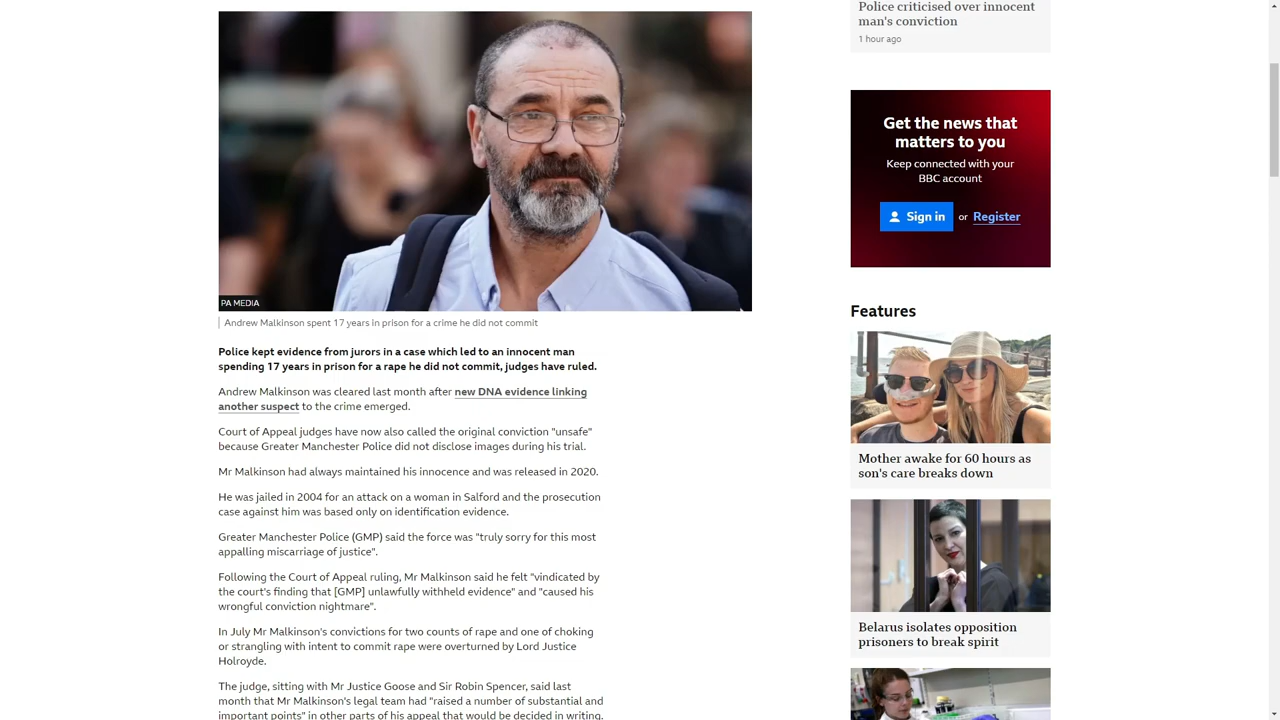 Police criticised over innocent
man's conviction
1 hour ago
Get the news that
matters to you
Keep connected with your
BBC account
Sign in or Register
PA MEDIA
Andrew Malkinson spent 17 years in prison for a crime he did not commit
Police kept evidence from jurors in a case which led to an innocent man
spending 17 years in prison for a rape he did not commit, judges have ruled.
Andrew Malkinson was cleared last month after new DNA evidence linking
another suspect to the crime emerged.
Court of Appeal judges have now also called the original conviction "unsafe"
because Greater Manchester Police did not disclose images during his trial.
Mr Malkinson had always maintained his innocence and was released in 2020.
He was jailed in 2004 for an attack on a woman in Salford and the prosecution
case against him was based only on identification evidence.
Greater Manchester Police (GMP) said the force was "truly sorry for this most
appalling miscarriage of justice".
Following the Court of Appeal ruling, Mr Malkinson said he felt "vindicated by
the court's finding that [GMP] unlawfully withheld evidence" and "caused his
wrongful conviction nightmare".
In July Mr Malkinson's convictions for two counts of rape and one of choking
or strangling with intent to commit rape were overturned by Lord Justice
Holroyde.
The judge, sitting with Mr Justice Goose and Sir Robin Spencer, said last
month that Mr Malkinson's legal team had "raised a number of substantial and
important points" in other parts of his appeal that would be decided in writing.
Features
Mother awake for 60 hours as
son's care breaks down
Belarus isolates opposition
prisoners to break spirit